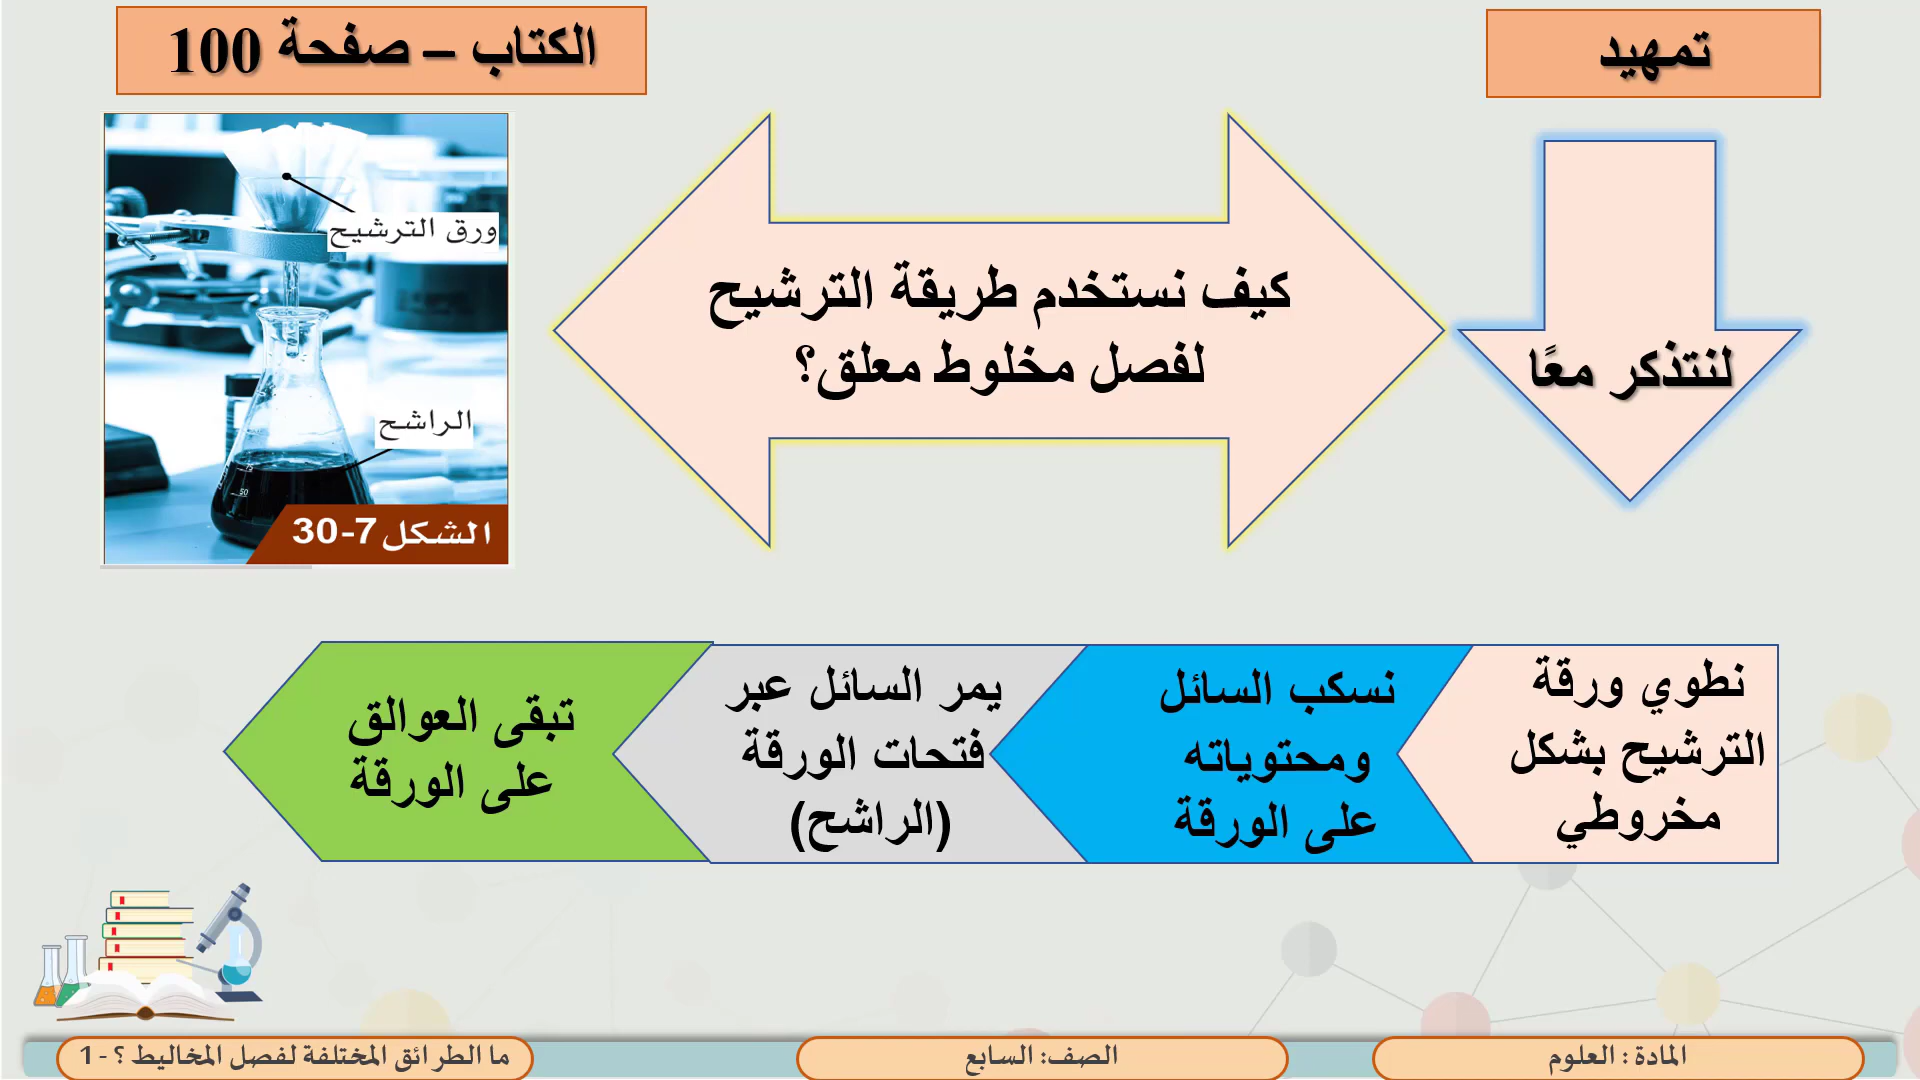 تمهيد
الكتاب – صفحة 100
لنتذكر معًا
كيف نستخدم طريقة الترشيح
لفصل مخلوط معلق؟
ورق الترشيح
الراشح
50
الشكل 7-30
نطوي ورقة
الترشيح بشكل
مخروطي
نسكب السائل
ومحتوياته
على الورقة
يمر السائل عبر
فتحات الورقة
(الراشح)
تبقى العوالق
على الورقة
المادة : العلوم
الصف: السابع
ما الطرائق المختلفة لفصل المخاليط ؟ - 1